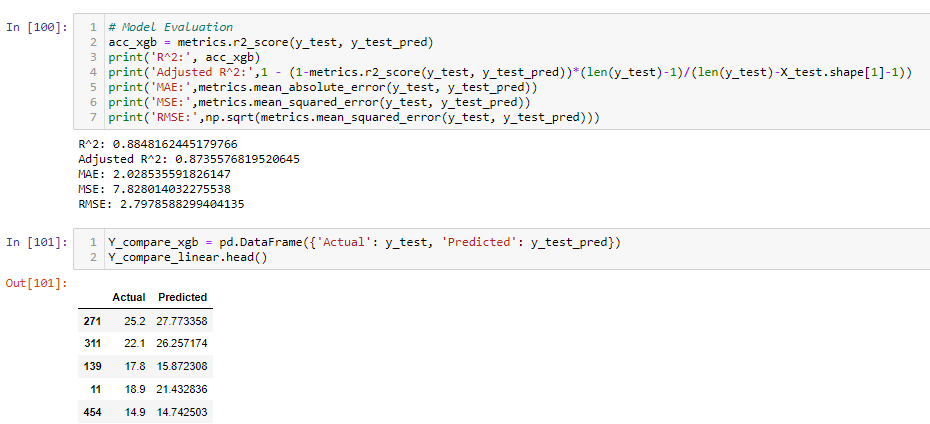 In [100]:
1 # Model Evaluation
2 acc_xgb = metrics.r2_score(y_test, y_test_pred)
3 print('R^2:', acc_xgb)
4 print('Adjusted R^2:',1 - (1-metrics.r2_score(y_test, y_test_pred))*(len(y_test)-1)/(len(y_test)-X_test.shape[1]-1))
5 print('MAE:',metrics.mean_absolute_error(y_test, y_test_pred))
6 print('MSE:',metrics.mean_squared_error(y_test, y_test_pred))
7 print('RMSE:',np.sqrt(metrics.mean_squared_error(y_test, y_test_pred)))
R^2: 0.8848162445179766
Adjusted R^2: 0.8735576819520645
MAE: 2.028535591826147
MSE: 7.828014032275538
RMSE: 2.7978588299404135
In [101]:
1 Y_compare_xgb = pd.DataFrame({'Actual': y_test, 'Predicted': y_test_pred})
2 Y_compare_linear.head()
Out[101]:
Actual Predicted
271 25.2 27.773358
311 22.1 26.257174
139 17.8 15.872308
11 18.9 21.432836
454 14.9 14.742503